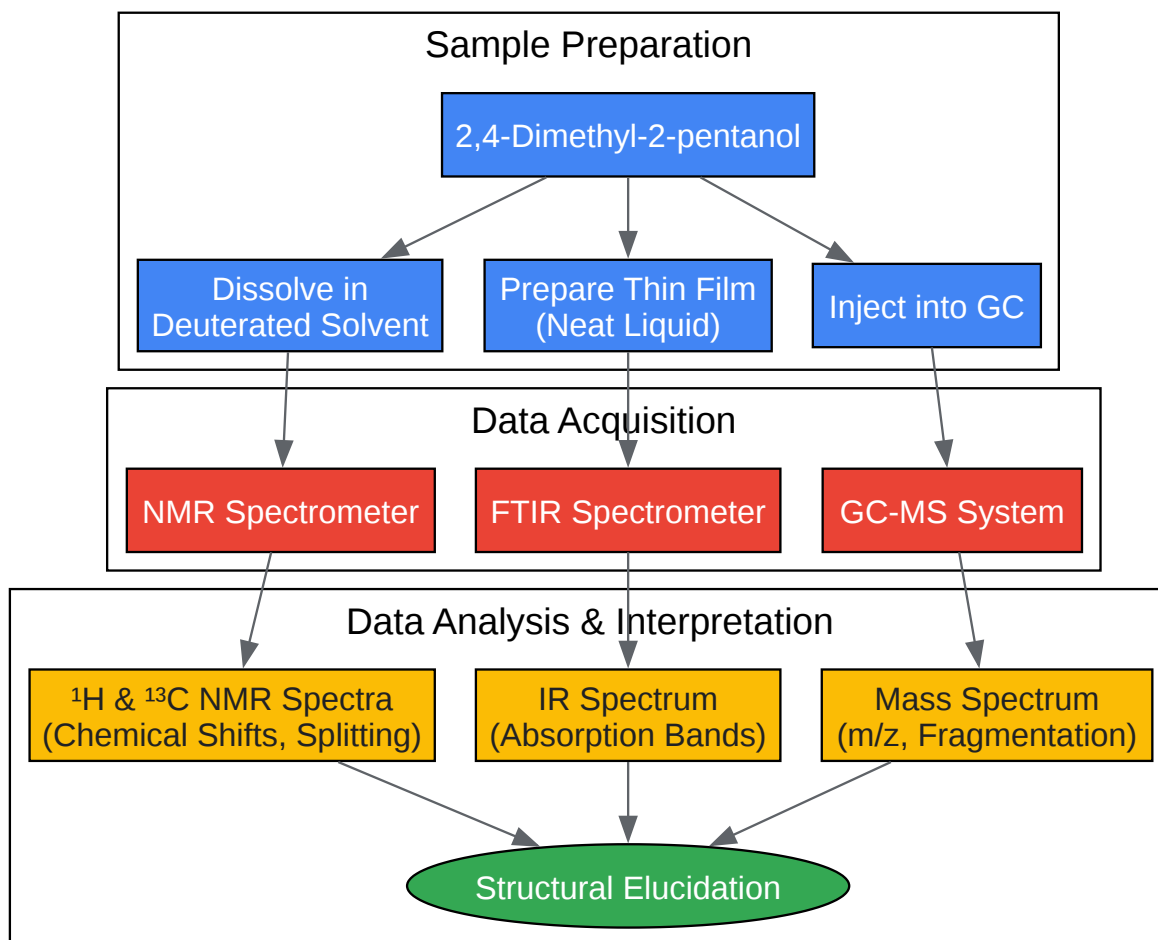 Sample Preparation
2,4-Dimethyl-2-pentanol
Dissolve in
Deuterated Solvent
Prepare Thin Film
(Neat Liquid)
Inject into GC
Data Acquisition
NMR Spectrometer
FTIR Spectrometer
GC-MS System
Data Analysis & Interpretation
¹H & ¹³C NMR Spectra
(Chemical Shifts, Splitting)
IR Spectrum
(Absorption Bands)
Mass Spectrum
(m/z, Fragmentation)
Structural Elucidation